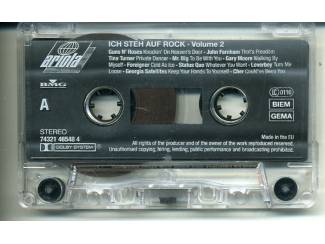 ICH STEH AUF ROCK - Volume 2
Guns N' Roses Knockin' On Heaven's Door - John Farnham That's Freedom
Tina Turner Private Dancer - Mr. Big To Be With You - Gary Moore Walking By
Myself - Foreigner Cold As Ice - Status Quo Whatever You Want - Loverboy Turn Me
Loose - Georgia Satellites Keep Your Hands To Yourself - Cher Could've Been You
ariola
BMG
A
LC 0116
BIEM
GEMA
STEREO
74321 46548 4
DOLBY SYSTEM
Made in the EU
All rights of the producer and of the owner of the work reproduced reserved.
Unauthorised copying, hiring, lending, public performance and broadcasting prohibited.